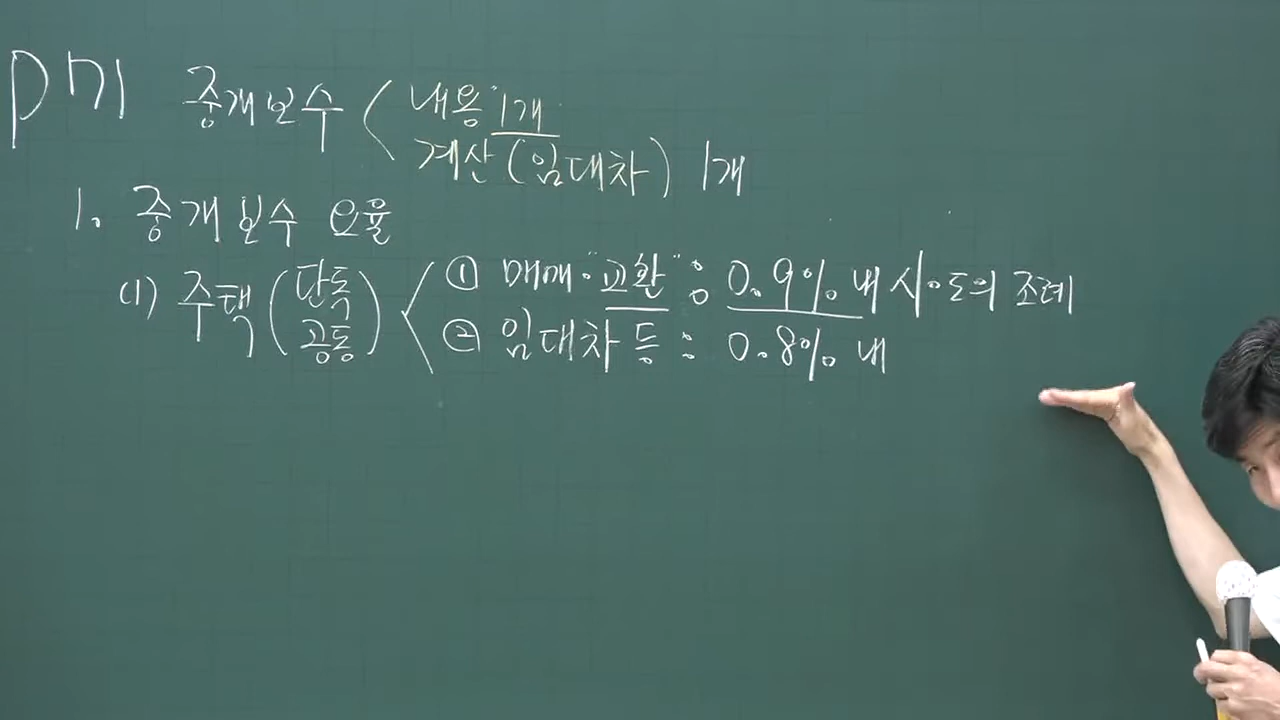 P 71 중개보수 < 내용 1개
계산(임대차) 1개
1. 중개보수 요율
(1) 주택(단독 공동) < ① 매매·"교환" : 0.9% 내 시·도의 조례
② 임대차 등 : 0.8% 내